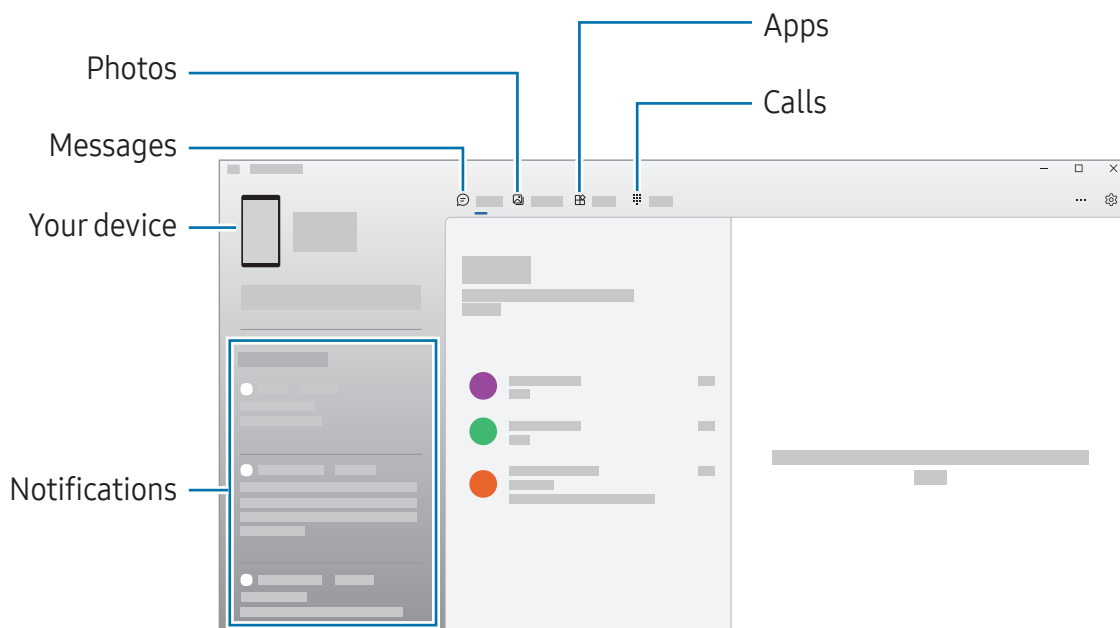 Apps
Photos
Calls
Messages
Your device
Notifications